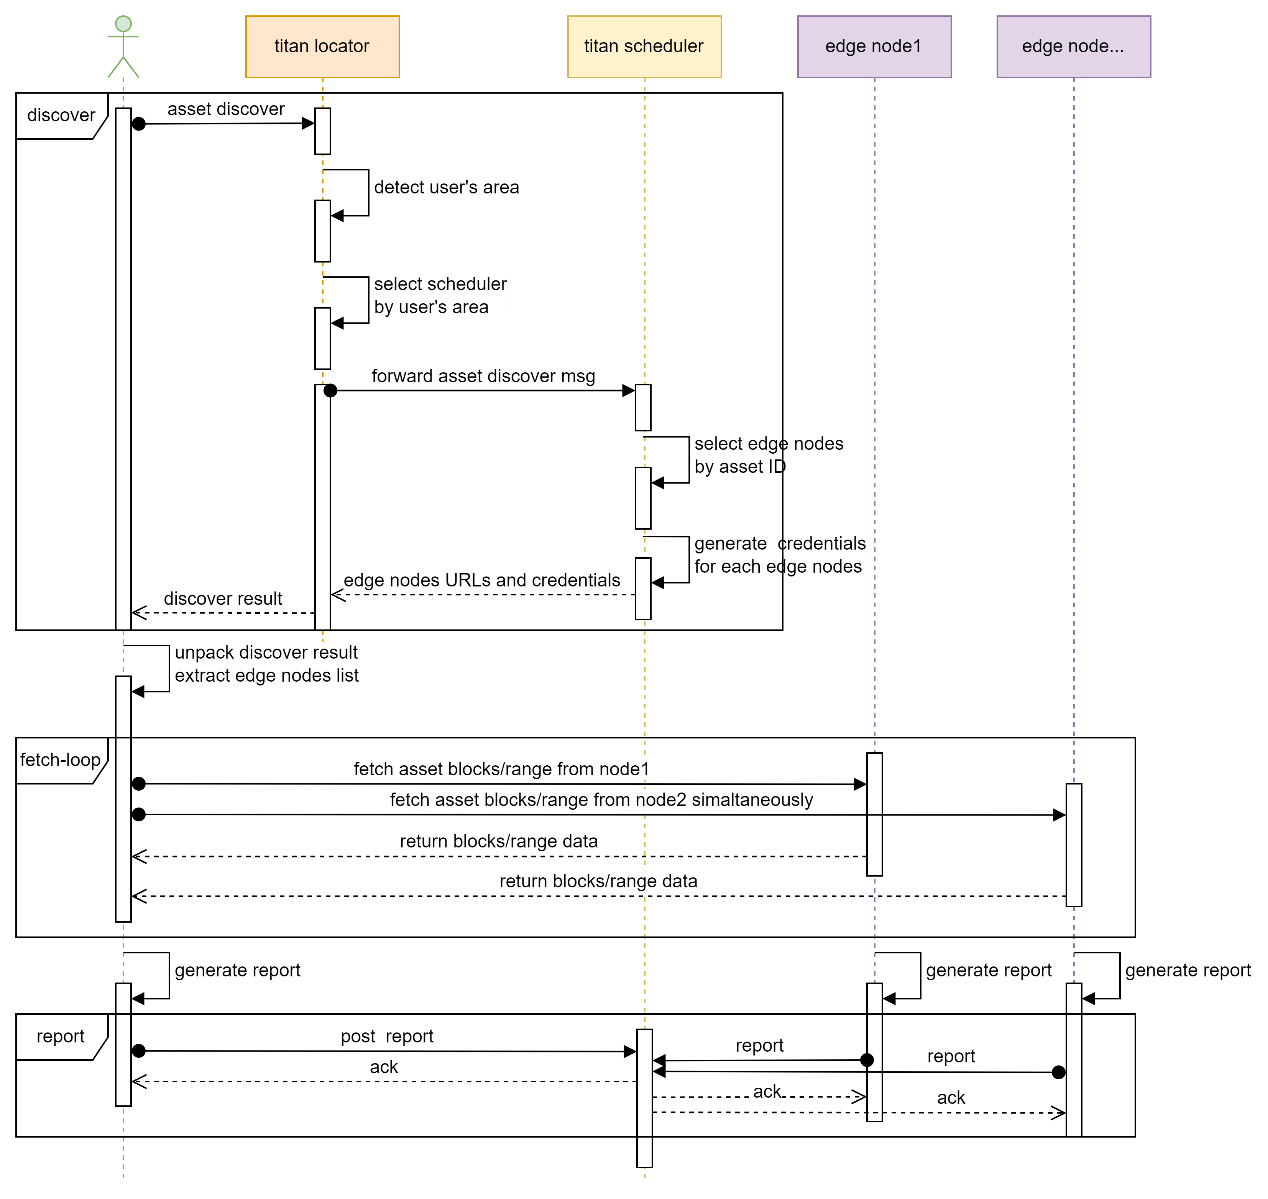 titan locator
titan scheduler
edge node1
edge node...
discover
asset discover
detect user's area
select scheduler
by user's area
forward asset discover msg
select edge nodes
by asset ID
generate  credentials
for each edge nodes
edge nodes URLs and credentials
discover result
unpack discover result
extract edge nodes list
fetch-loop
fetch asset blocks/range from node1
fetch asset blocks/range from node2 simaltaneously
return blocks/range data
return blocks/range data
generate report
generate report
generate report
report
post  report
report
report
ack
ack
ack